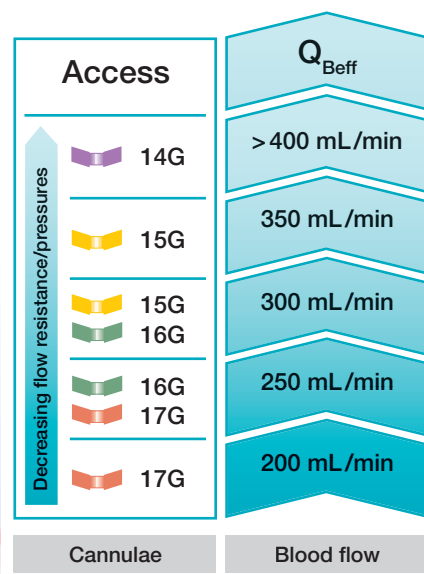 Access
Q_Beff
Decreasing flow resistance/pressures
14G
> 400 mL/min
15G
350 mL/min
15G
16G
300 mL/min
16G
17G
250 mL/min
17G
200 mL/min
Cannulae
Blood flow